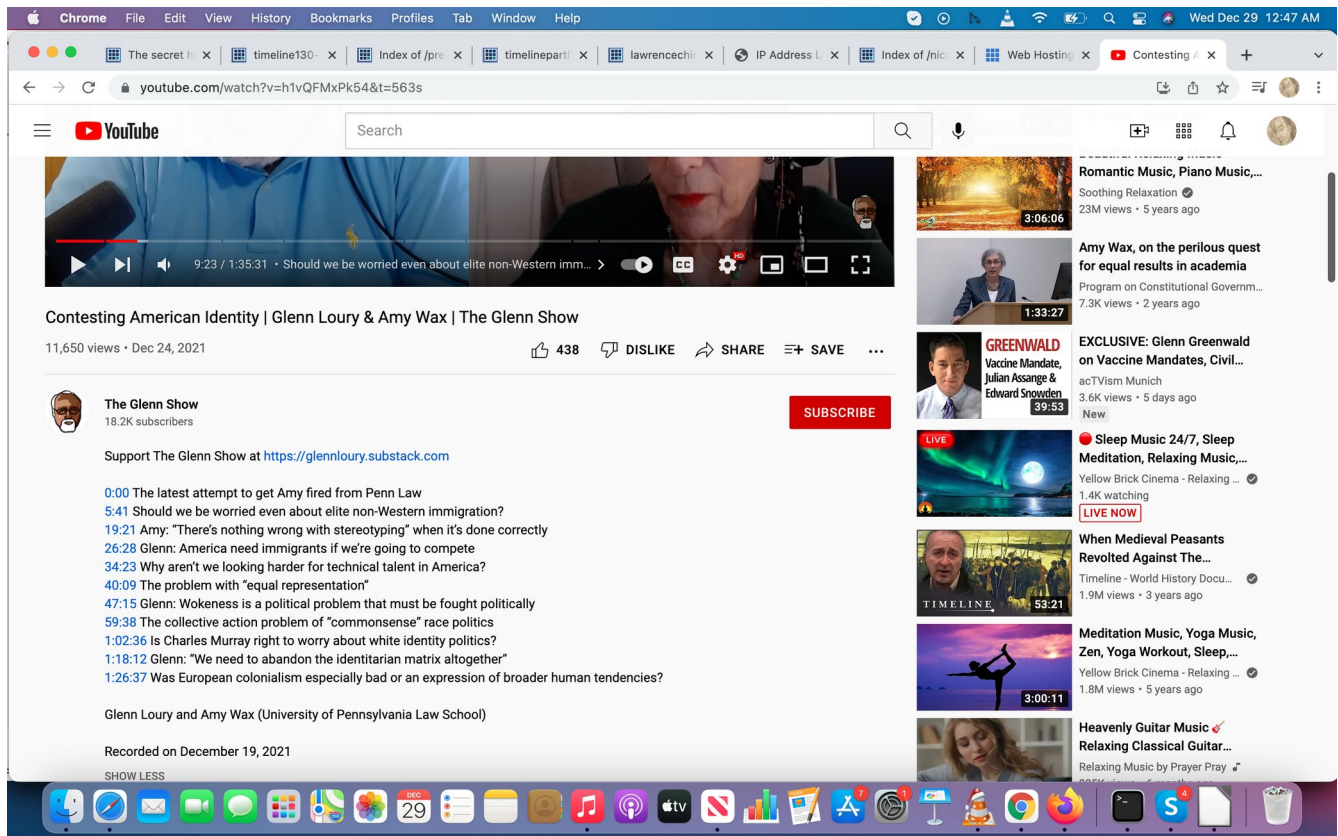 Chrome File Edit View History Bookmarks Profiles Tab Window Help
Wed Dec 29 12:47 AM
The secret h
timeline130-
Index of /pre
timelineparti
lawrencechin
IP Address L
Index of /nic
Web Hosting
Contesting A
youtube.com/watch?v=h1vQFMxPk54&t=563s
YouTube
Search
9:23 / 1:35:31 • Should we be worried even about elite non-Western imm...
CC
HD
Contesting American Identity | Glenn Loury & Amy Wax | The Glenn Show
11,650 views • Dec 24, 2021
438 DISLIKE SHARE SAVE ...
The Glenn Show
18.2K subscribers
SUBSCRIBE
Support The Glenn Show at https://glennloury.substack.com
0:00 The latest attempt to get Amy fired from Penn Law
5:41 Should we be worried even about elite non-Western immigration?
19:21 Amy: “There’s nothing wrong with stereotyping” when it’s done correctly
26:28 Glenn: America need immigrants if we’re going to compete
34:23 Why aren’t we looking harder for technical talent in America?
40:09 The problem with “equal representation”
47:15 Glenn: Wokeness is a political problem that must be fought politically
59:38 The collective action problem of “commonsense” race politics
1:02:36 Is Charles Murray right to worry about white identity politics?
1:18:12 Glenn: “We need to abandon the identitarian matrix altogether”
1:26:37 Was European colonialism especially bad or an expression of broader human tendencies?
Glenn Loury and Amy Wax (University of Pennsylvania Law School)
Recorded on December 19, 2021
SHOW LESS
Romantic Music, Piano Music,...
Soothing Relaxation
23M views • 5 years ago
3:06:06
Amy Wax, on the perilous quest
for equal results in academia
Program on Constitutional Governm...
7.3K views • 2 years ago
1:33:27
GREENWALD
Vaccine Mandate,
Julian Assange &
Edward Snowden
39:53
EXCLUSIVE: Glenn Greenwald
on Vaccine Mandates, Civil...
acTVism Munich
3.6K views • 5 days ago
New
LIVE
Sleep Music 24/7, Sleep
Meditation, Relaxing Music,...
Yellow Brick Cinema - Relaxing ...
1.4K watching
LIVE NOW
TIMELINE
53:21
When Medieval Peasants
Revolted Against The...
Timeline - World History Docu...
1.9M views • 3 years ago
3:00:11
Meditation Music, Yoga Music,
Zen, Yoga Workout, Sleep,...
Yellow Brick Cinema - Relaxing ...
1.8M views • 5 years ago
Heavenly Guitar Music
Relaxing Classical Guitar...
Relaxing Music by Prayer Pray
DEC
29
tv
7
1
S
4